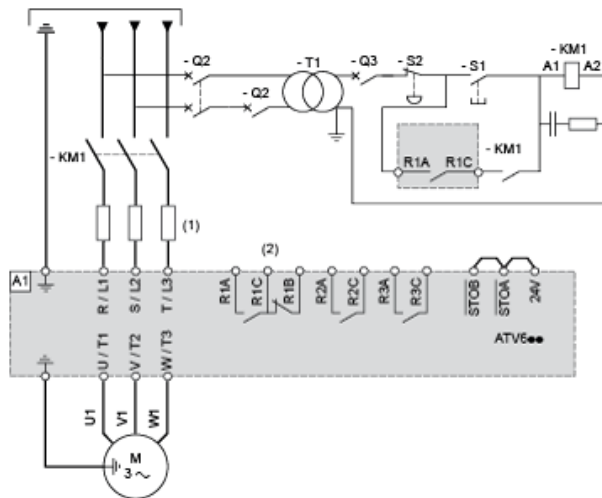 - Q2
- Q2
- T1
- Q3
- S2
- S1
- KM1
A1 A2
- KM1
R1A R1C
- KM1
(1)
(2)
A1
R / L1
S / L2
T / L3
R1A
R1C
R1B
R2A
R2C
R3A
R3C
STOB
STOA
24V
ATV6●●
U / T1
V / T2
W / T3
U1
V1
W1
M
3 ~